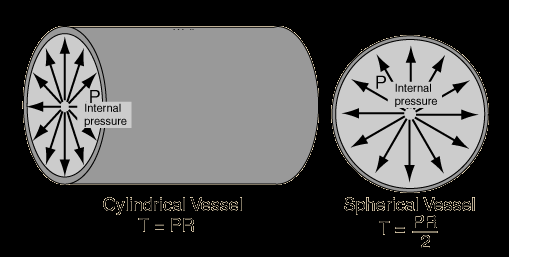 P
Internal
pressure
Cylindrical Vessel
T = PR
P
Internal
pressure
Spherical Vessel
T = PR
2